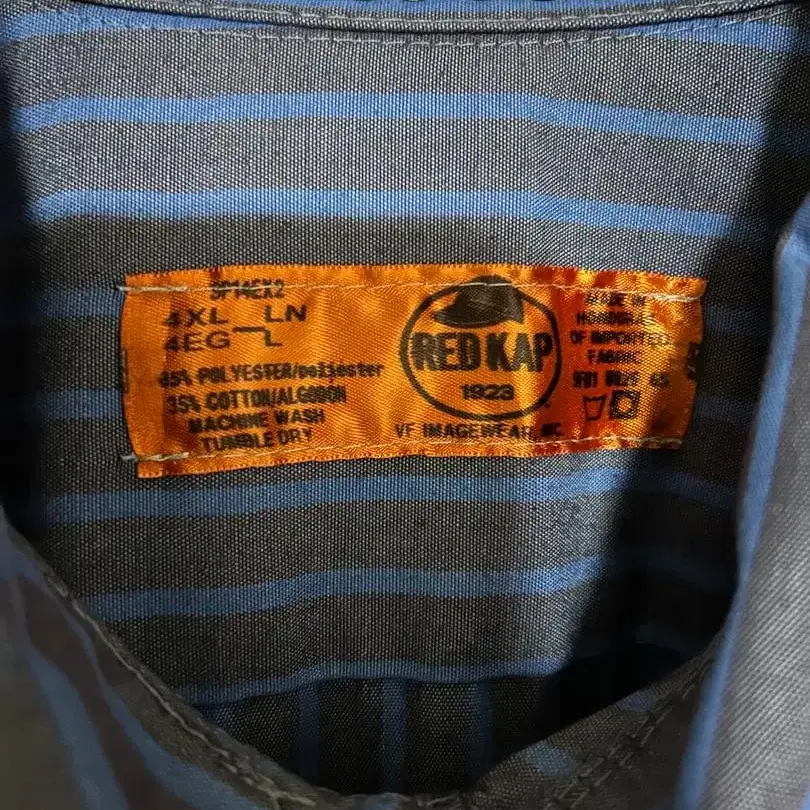 SP14EX2
4XL LN
4EG L
65% POLYESTER/poliester
35% COTTON/ALGODON
MACHINE WASH
TUMBLE DRY
RED KAP
1923
VF IMAGEWEAR, INC.
MADE IN
HONDURAS
OF IMPORTED
FABRIC